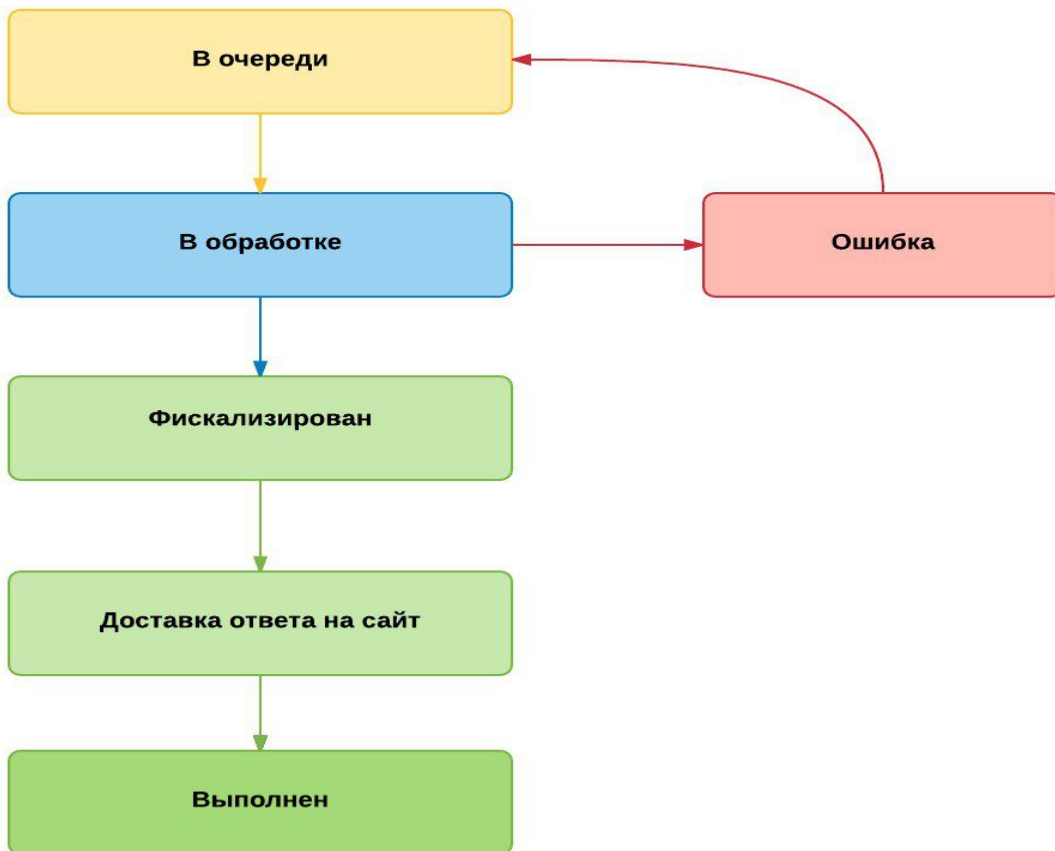 В очереди
В обработке
Ошибка
Фискализирован
Доставка ответа на сайт
Выполнен